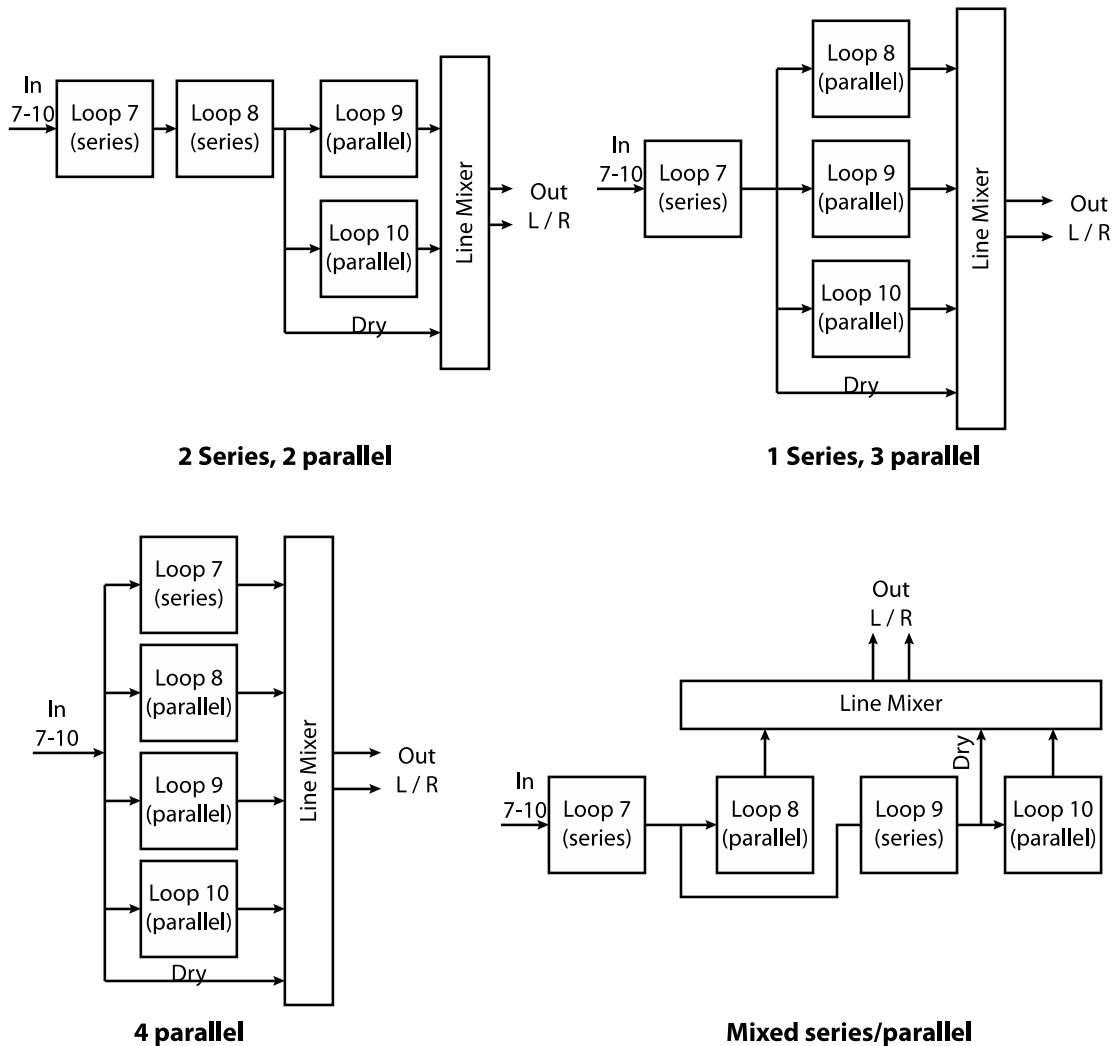 In
7-10
Loop 7
(series)
Loop 8
(series)
Loop 9
(parallel)
Loop 10
(parallel)
Dry
Line Mixer
Out
L / R
2 Series, 2 parallel
In
7-10
Loop 7
(series)
Loop 8
(parallel)
Loop 9
(parallel)
Loop 10
(parallel)
Dry
Line Mixer
Out
L / R
1 Series, 3 parallel
In
7-10
Loop 7
(series)
Loop 8
(parallel)
Loop 9
(parallel)
Loop 10
(parallel)
Dry
Line Mixer
Out
L / R
4 parallel
Out
L / R
Line Mixer
In
7-10
Loop 7
(series)
Loop 8
(parallel)
Loop 9
(series)
Dry
Loop 10
(parallel)
Mixed series/parallel